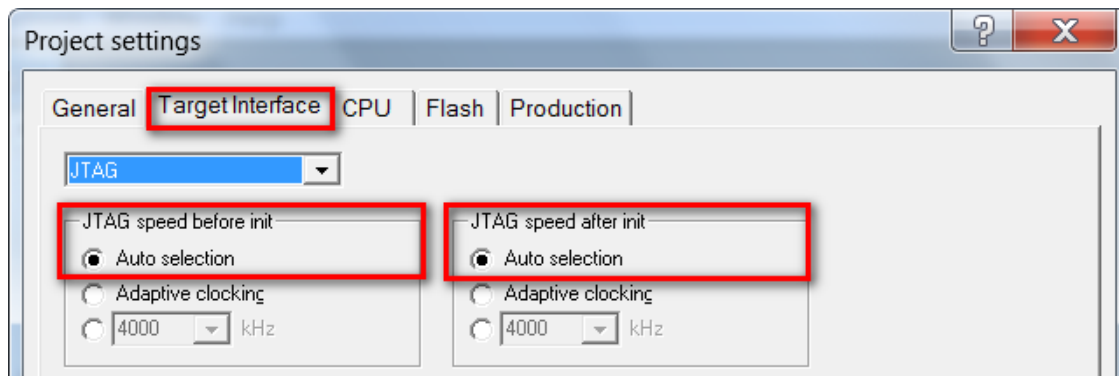 Project settings
General Target Interface CPU Flash Production
JTAG
JTAG speed before init
Auto selection
Adaptive clocking
4000 kHz
JTAG speed after init
Auto selection
Adaptive clocking
4000 kHz